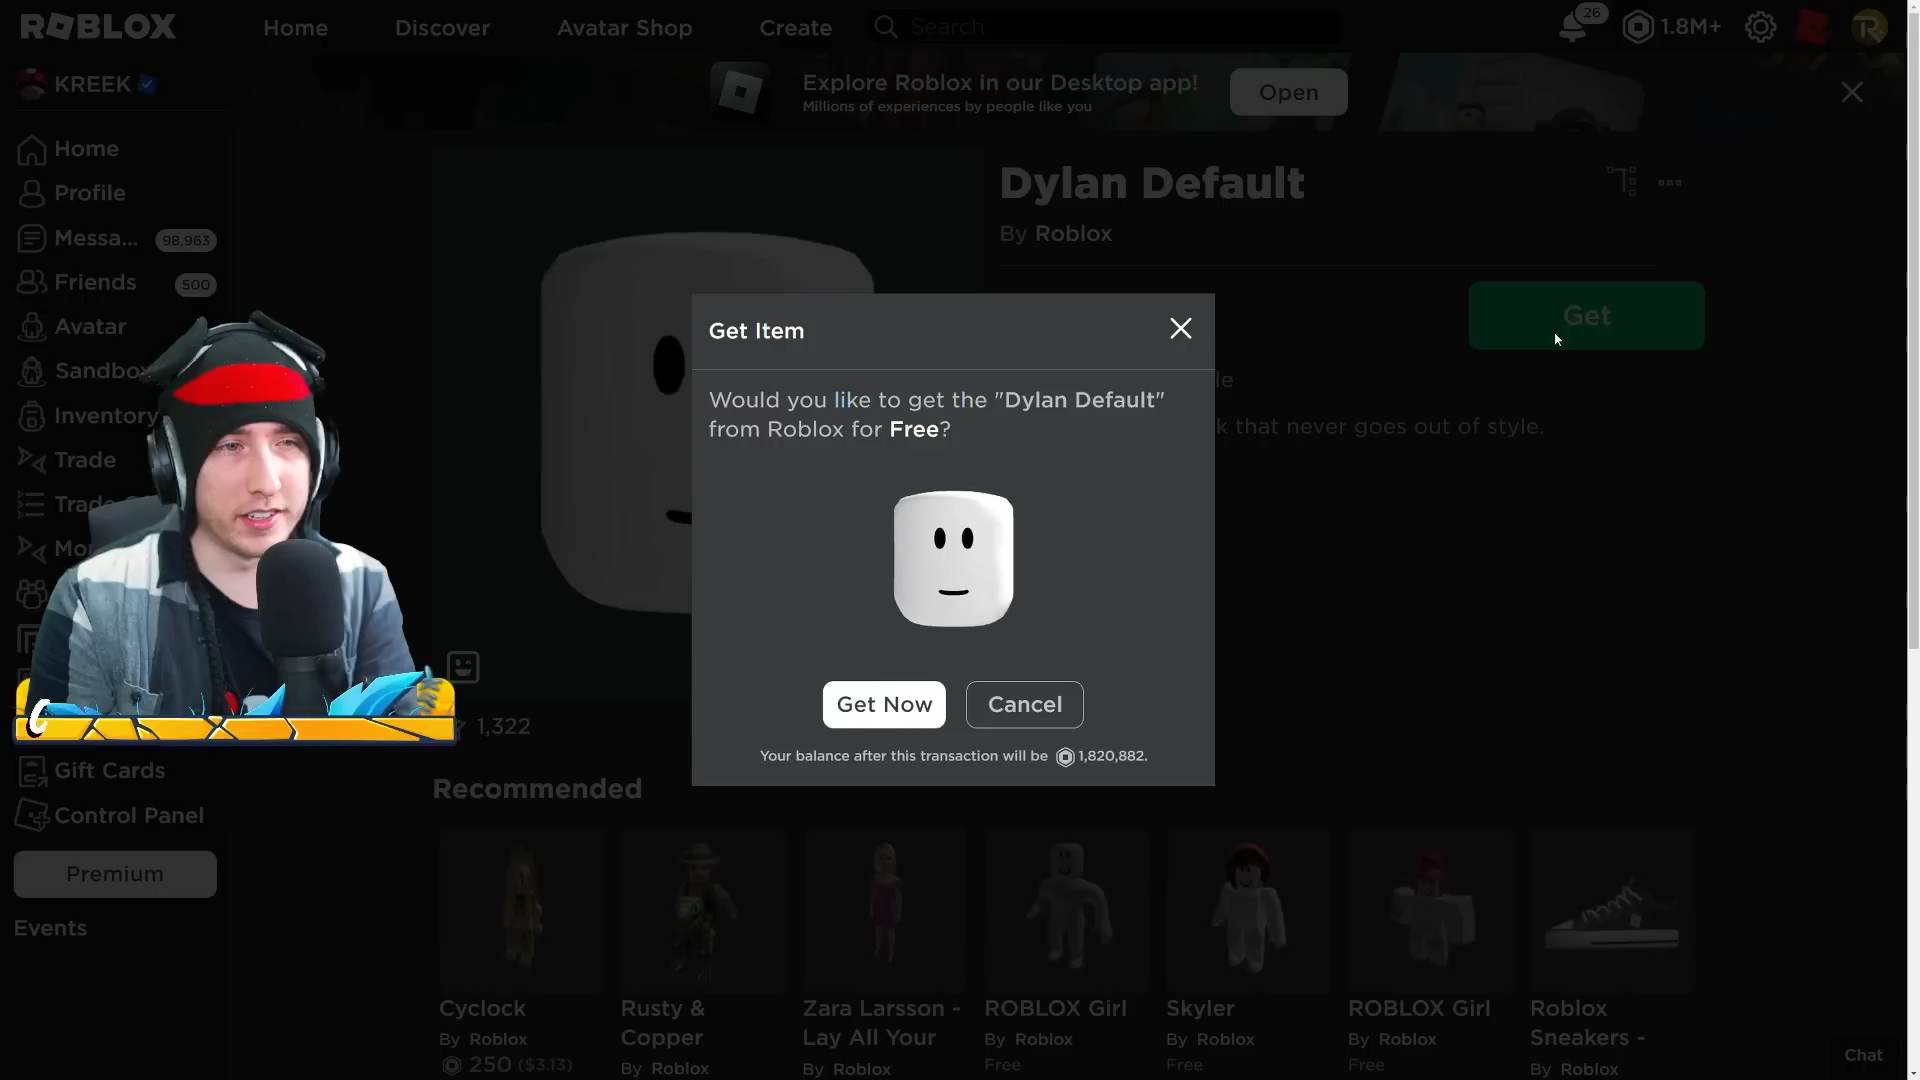 ROBLOX
Home
Discover
Avatar Shop
Create
Search
26
1.8M+
KREEK
Explore Roblox in our Desktop app!
Millions of experiences by people like you
Open
Home
Profile
Messa... 98,963
Friends 500
Avatar
Sandbox
Inventory
Trade
Gift Cards
Control Panel
Premium
Events
Dylan Default
By Roblox
Get
that never goes out of style.
Get Item
Would you like to get the "Dylan Default"
from Roblox for Free?
Get Now
Cancel
Your balance after this transaction will be 1,820,882.
1,322
Recommended
Cyclock
By Roblox
250 ($3.13)
Rusty &
Copper
By Roblox
Zara Larsson -
Lay All Your
By Roblox
ROBLOX Girl
By Roblox
Free
Skyler
By Roblox
Free
ROBLOX Girl
By Roblox
Free
Roblox
Sneakers -
By Roblox
Chat